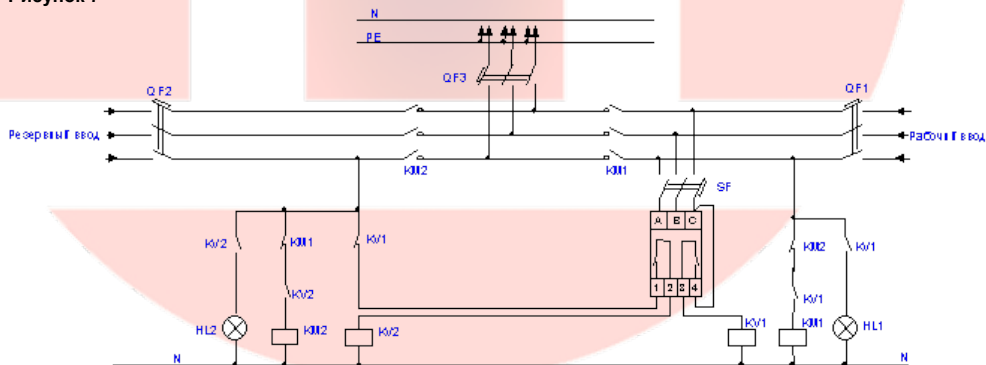 Рисунок 7
N
PE
QF3
QF2
QF1
Резервный ввод
Рабочий ввод
KM2
KM1
SF
A B C
KV2
KM1
KV1
KM2
KV1
1 2 3 4
KV2
KV1
HL2
KM2
KV2
KV1
KM1
HL1
N
N